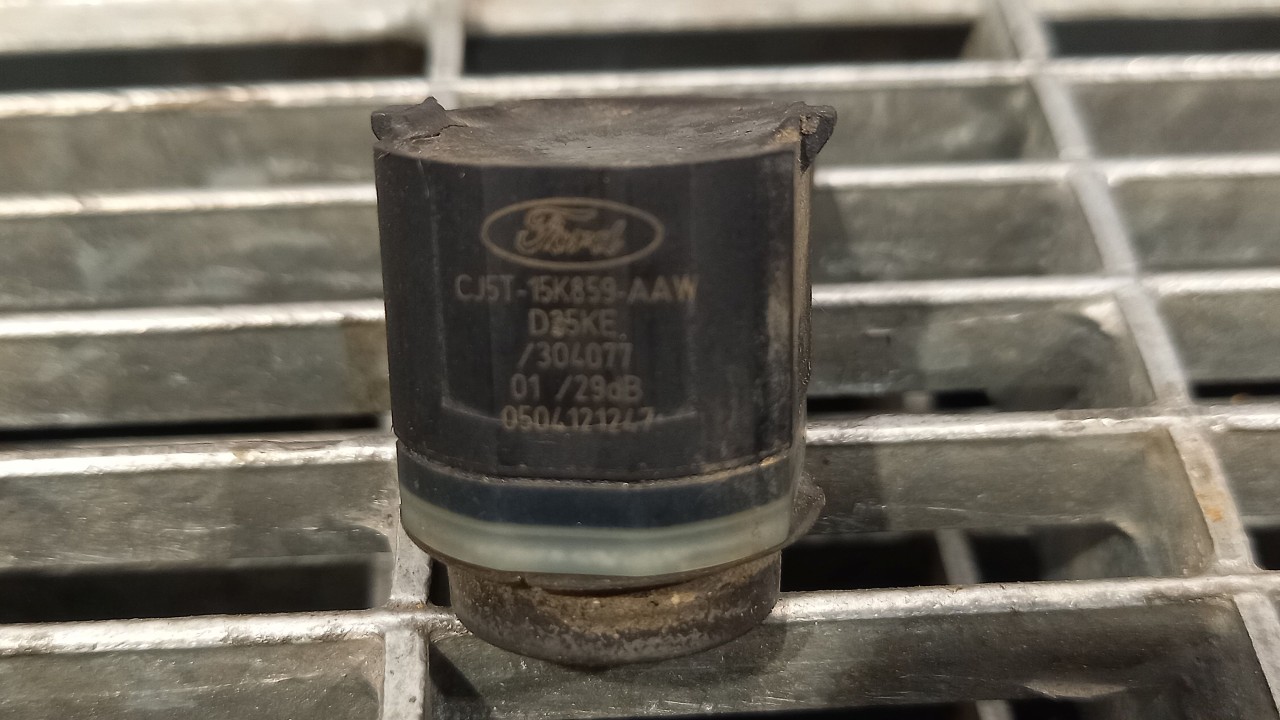 Ford
CJ5T-15K859-AAW
D35KE
/304077
01 /29dB
0504121247